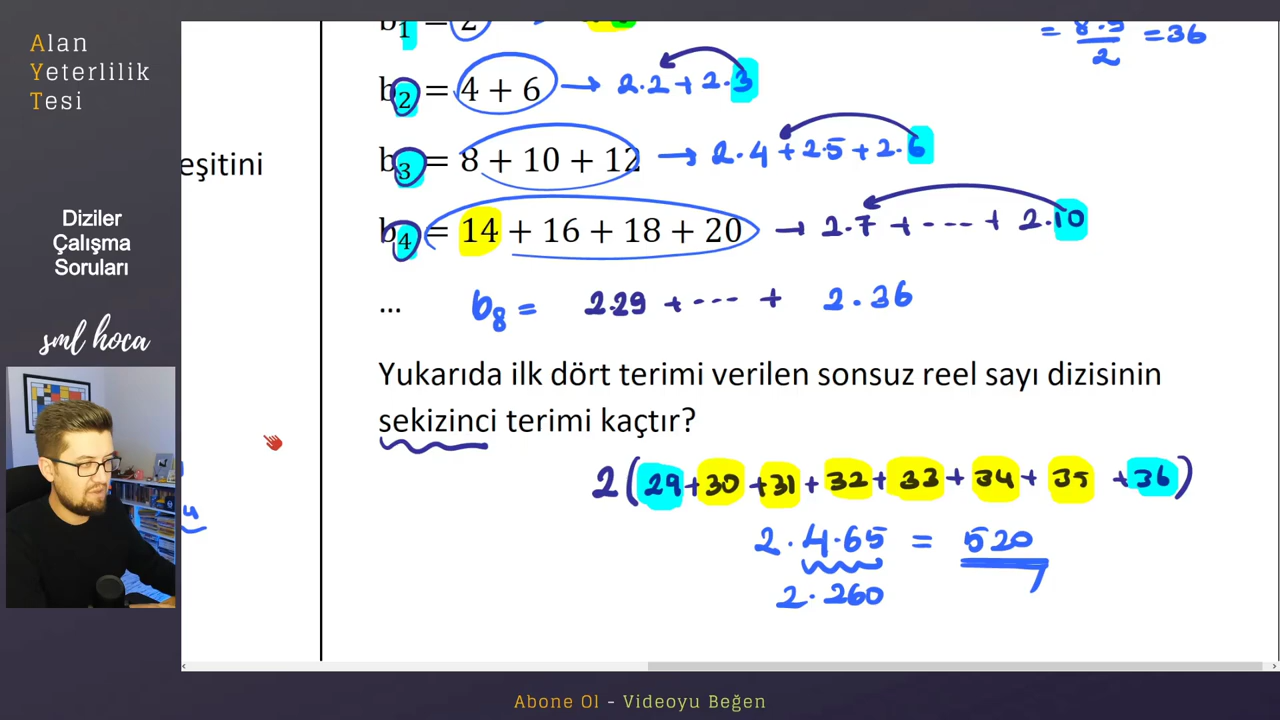 Alan
Yeterlilik
Tesi
eşitini
Diziler
Çalışma
Soruları
sml hoca
b1 = 2
= 8.9/2 = 36
b2 = 4 + 6 → 2.2 + 2.3
b3 = 8 + 10 + 12 → 2.4 + 2.5 + 2.6
b4 = 14 + 16 + 18 + 20 → 2.7 + ---- + 2.10
... b8 = 2.29 + ---- + 2.36
Yukarıda ilk dört terimi verilen sonsuz reel sayı dizisinin
sekizinci terimi kaçtır?
2(29+30+31+32+33+34+35+36)
2.4.65 = 520
2.260
Abone Ol - Videoyu Beğen